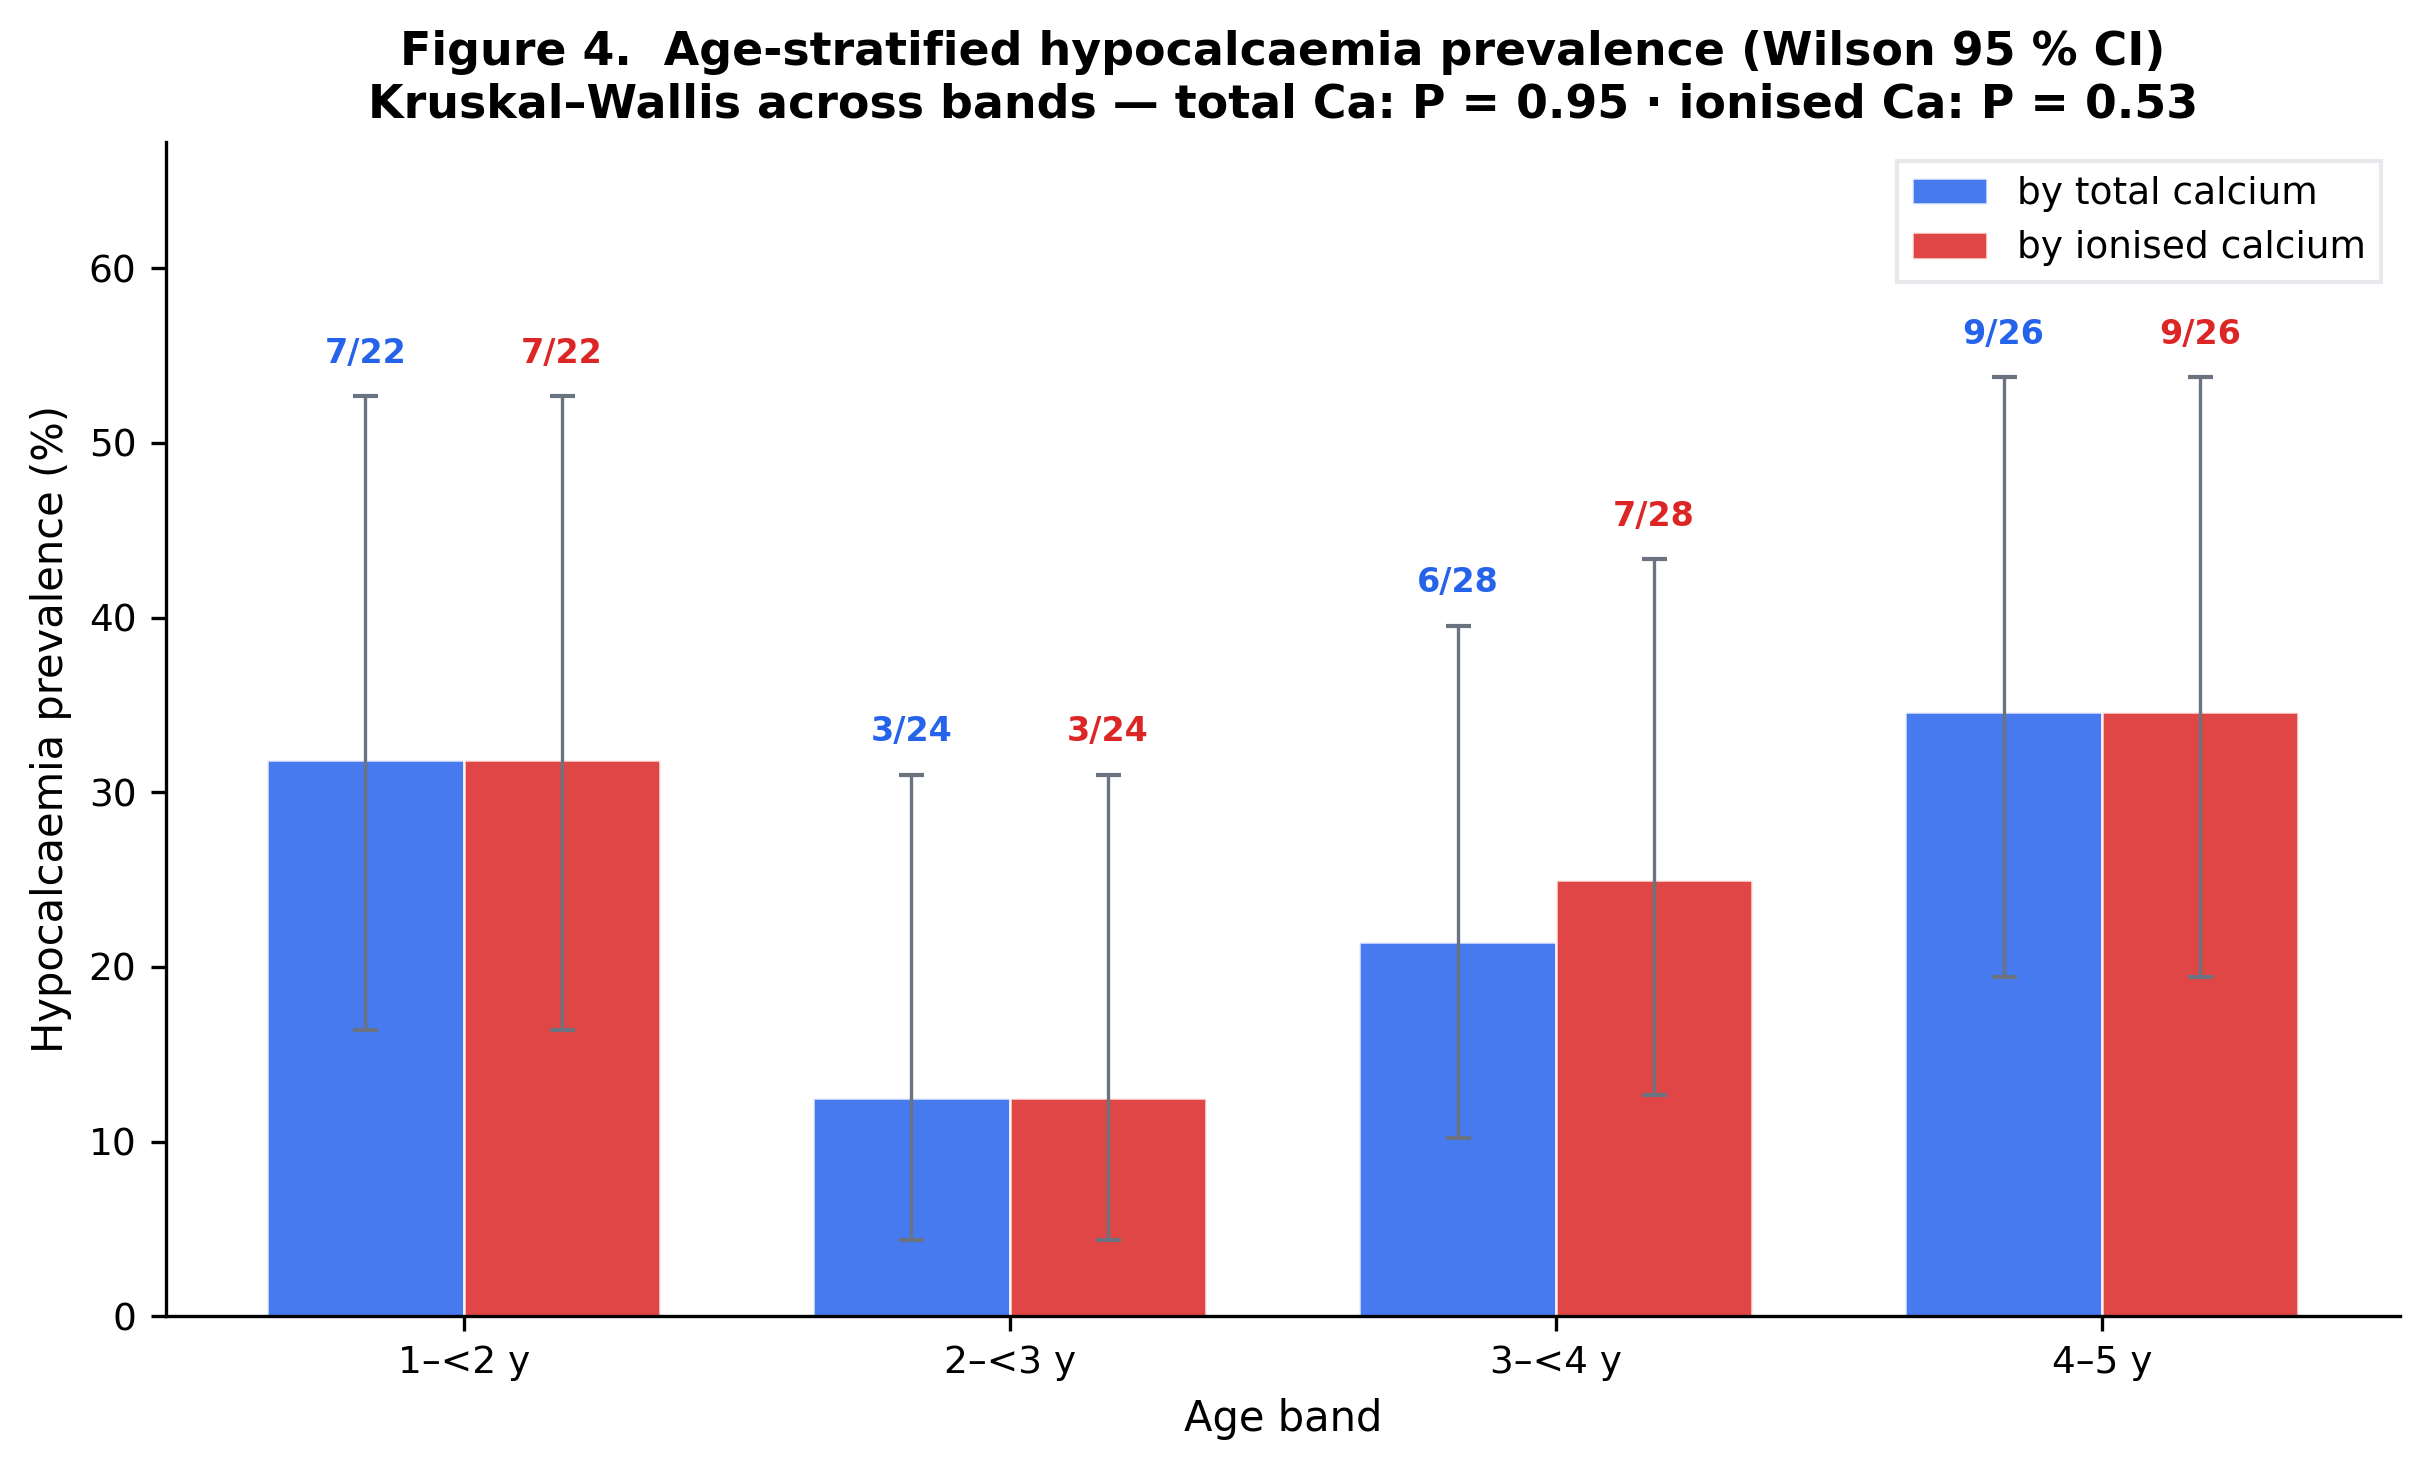 Figure 4.  Age-stratified hypocalcaemia prevalence (Wilson 95 % CI)
Kruskal–Wallis across bands — total Ca: P = 0.95 · ionised Ca: P = 0.53
by total calcium
by ionised calcium
Hypocalcaemia prevalence (%)
60
50
40
30
20
10
0
7/22
7/22
3/24
3/24
6/28
7/28
9/26
9/26
1–<2 y
2–<3 y
3–<4 y
4–5 y
Age band